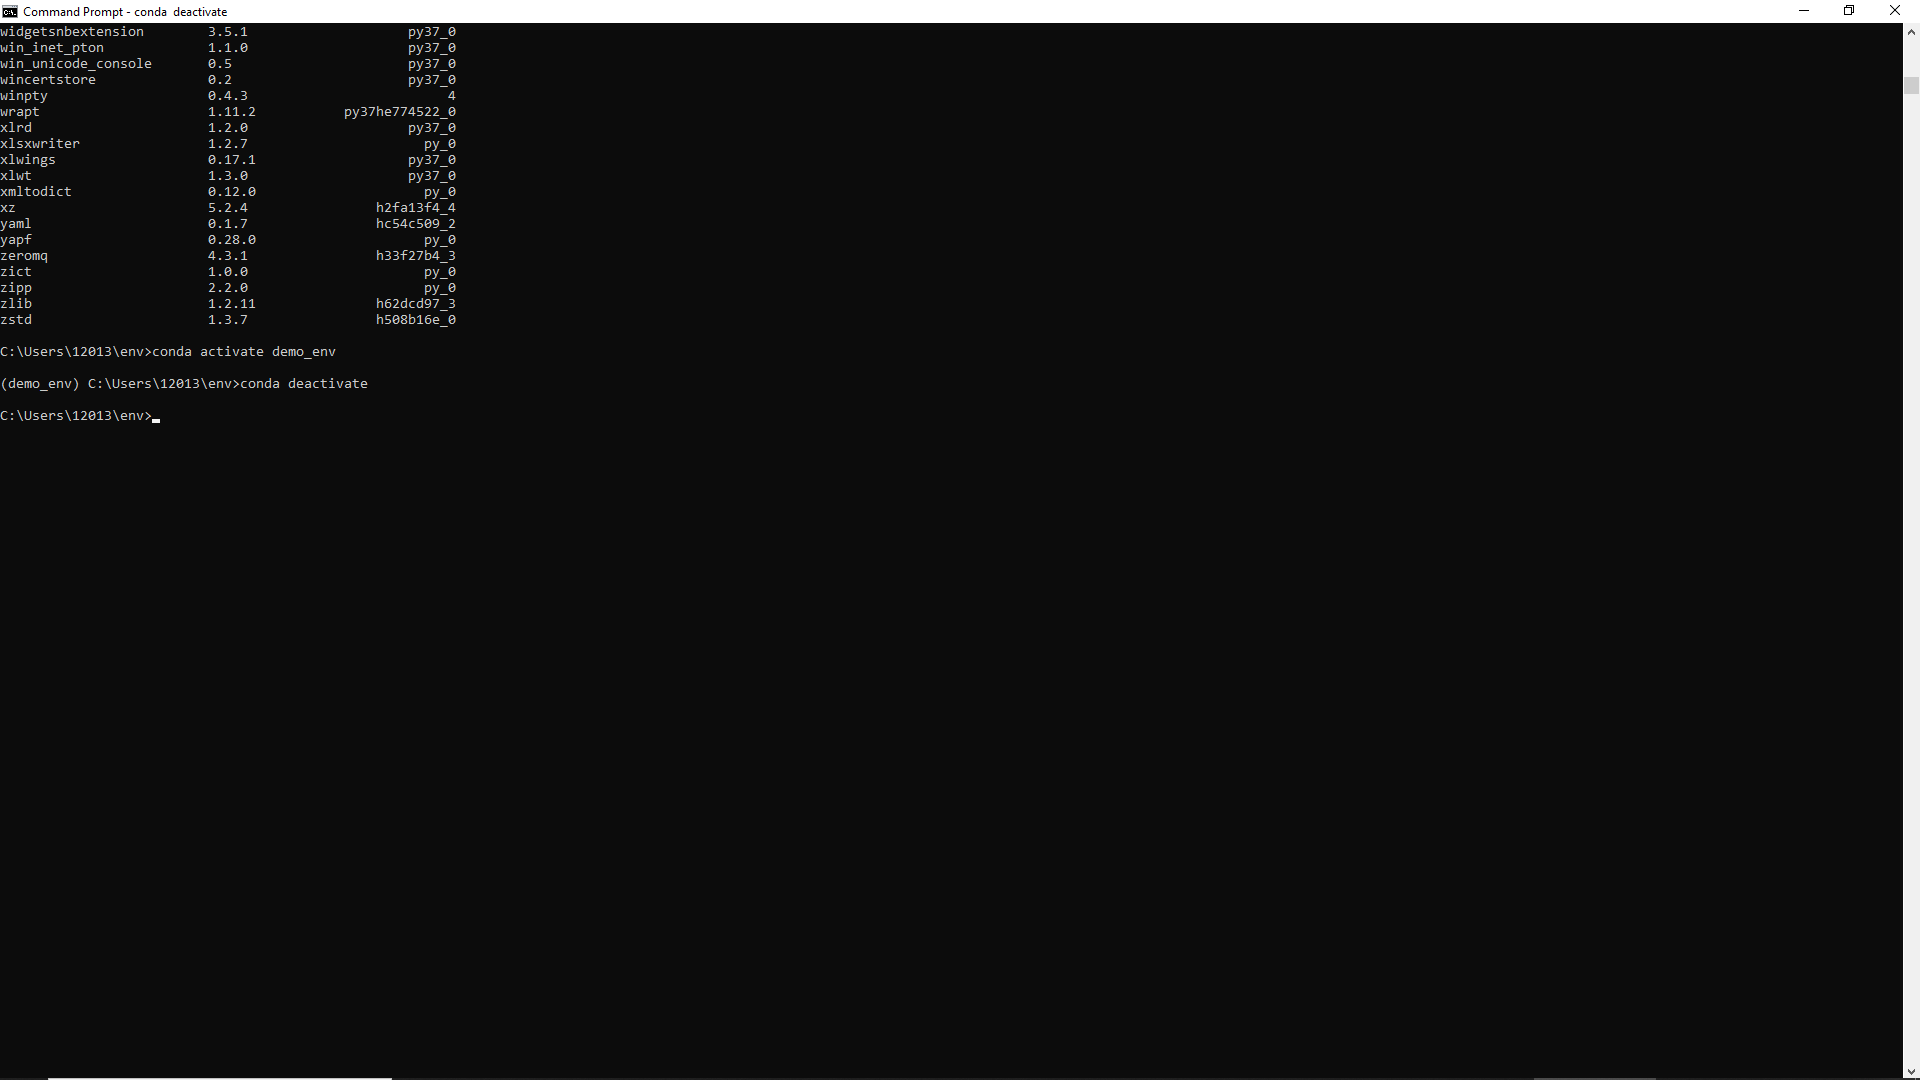 Command Prompt - conda  deactivate
widgetsnbextension 3.5.1 py37_0
win_inet_pton 1.1.0 py37_0
win_unicode_console 0.5 py37_0
wincertstore 0.2 py37_0
winpty 0.4.3 4
wrapt 1.11.2 py37he774522_0
xlrd 1.2.0 py37_0
xlsxwriter 1.2.7 py_0
xlwings 0.17.1 py37_0
xlwt 1.3.0 py37_0
xmltodict 0.12.0 py_0
xz 5.2.4 h2fa13f4_4
yaml 0.1.7 hc54c509_2
yapf 0.28.0 py_0
zeromq 4.3.1 h33f27b4_3
zict 1.0.0 py_0
zipp 2.2.0 py_0
zlib 1.2.11 h62dcd97_3
zstd 1.3.7 h508b16e_0
C:\Users\12013\env>conda activate demo_env
(demo_env) C:\Users\12013\env>conda deactivate
C:\Users\12013\env>